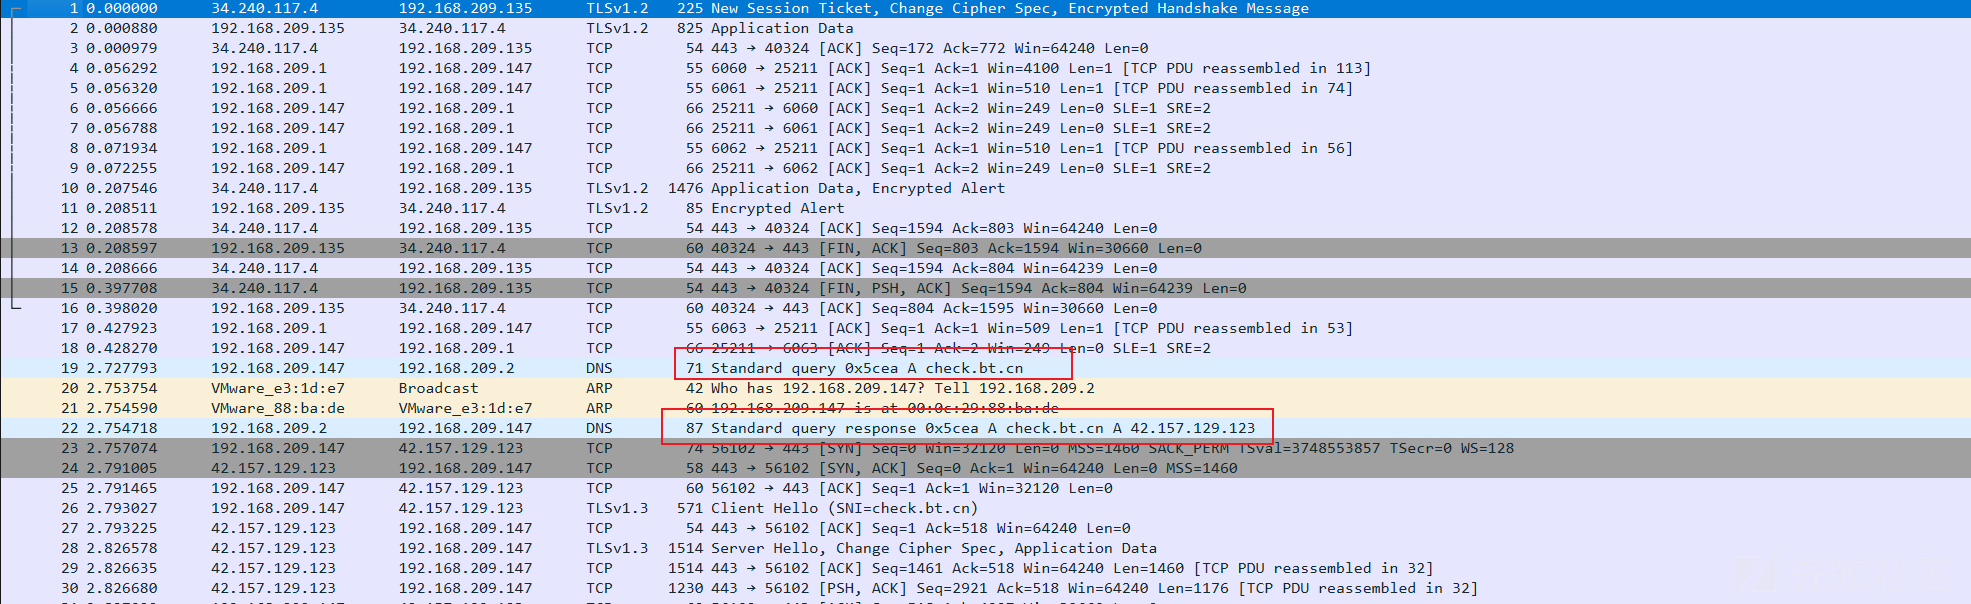 1 0.000000 34.240.117.4 192.168.209.135 TLSv1.2 225 New Session Ticket, Change Cipher Spec, Encrypted Handshake Message
2 0.000880 192.168.209.135 34.240.117.4 TLSv1.2 825 Application Data
3 0.000979 34.240.117.4 192.168.209.135 TCP 54 443 → 40324 [ACK] Seq=172 Ack=772 Win=64240 Len=0
4 0.056292 192.168.209.1 192.168.209.147 TCP 55 6060 → 25211 [ACK] Seq=1 Ack=1 Win=4100 Len=1 [TCP PDU reassembled in 113]
5 0.056320 192.168.209.1 192.168.209.147 TCP 55 6061 → 25211 [ACK] Seq=1 Ack=1 Win=510 Len=1 [TCP PDU reassembled in 74]
6 0.056666 192.168.209.147 192.168.209.1 TCP 66 25211 → 6060 [ACK] Seq=1 Ack=2 Win=249 Len=0 SLE=1 SRE=2
7 0.056788 192.168.209.147 192.168.209.1 TCP 66 25211 → 6061 [ACK] Seq=1 Ack=2 Win=249 Len=0 SLE=1 SRE=2
8 0.071934 192.168.209.1 192.168.209.147 TCP 55 6062 → 25211 [ACK] Seq=1 Ack=1 Win=510 Len=1 [TCP PDU reassembled in 56]
9 0.072255 192.168.209.147 192.168.209.1 TCP 66 25211 → 6062 [ACK] Seq=1 Ack=2 Win=249 Len=0 SLE=1 SRE=2
10 0.207546 34.240.117.4 192.168.209.135 TLSv1.2 1476 Application Data, Encrypted Alert
11 0.208511 192.168.209.135 34.240.117.4 TLSv1.2 85 Encrypted Alert
12 0.208578 34.240.117.4 192.168.209.135 TCP 54 443 → 40324 [ACK] Seq=1594 Ack=803 Win=64240 Len=0
13 0.208597 192.168.209.135 34.240.117.4 TCP 60 40324 → 443 [FIN, ACK] Seq=803 Ack=1594 Win=30660 Len=0
14 0.208666 34.240.117.4 192.168.209.135 TCP 54 443 → 40324 [ACK] Seq=1594 Ack=804 Win=64239 Len=0
15 0.397708 34.240.117.4 192.168.209.135 TCP 54 443 → 40324 [FIN, PSH, ACK] Seq=1594 Ack=804 Win=64239 Len=0
16 0.398020 192.168.209.135 34.240.117.4 TCP 60 40324 → 443 [ACK] Seq=804 Ack=1595 Win=30660 Len=0
17 0.427923 192.168.209.1 192.168.209.147 TCP 55 6063 → 25211 [ACK] Seq=1 Ack=1 Win=509 Len=1 [TCP PDU reassembled in 53]
18 0.428270 192.168.209.147 192.168.209.1 TCP 66 25211 → 6063 [ACK] Seq=1 Ack=2 Win=249 Len=0 SLE=1 SRE=2
19 2.727793 192.168.209.147 192.168.209.2 DNS 71 Standard query 0x5cea A check.bt.cn
20 2.753754 VMware_e3:1d:e7 Broadcast ARP 42 Who has 192.168.209.147? Tell 192.168.209.2
21 2.754590 VMware_88:ba:de VMware_e3:1d:e7 ARP 60 192.168.209.147 is at 00:0c:29:88:ba:de
22 2.754718 192.168.209.2 192.168.209.147 DNS 87 Standard query response 0x5cea A check.bt.cn A 42.157.129.123
23 2.757074 192.168.209.147 42.157.129.123 TCP 74 56102 → 443 [SYN] Seq=0 Win=32120 Len=0 MSS=1460 SACK_PERM TSval=3748553857 TSecr=0 WS=128
24 2.791005 42.157.129.123 192.168.209.147 TCP 58 443 → 56102 [SYN, ACK] Seq=0 Ack=1 Win=64240 Len=0 MSS=1460
25 2.791465 192.168.209.147 42.157.129.123 TCP 60 56102 → 443 [ACK] Seq=1 Ack=1 Win=32120 Len=0
26 2.793027 192.168.209.147 42.157.129.123 TLSv1.3 571 Client Hello (SNI=check.bt.cn)
27 2.793225 42.157.129.123 192.168.209.147 TCP 54 443 → 56102 [ACK] Seq=1 Ack=518 Win=64240 Len=0
28 2.826578 42.157.129.123 192.168.209.147 TLSv1.3 1514 Server Hello, Change Cipher Spec, Application Data
29 2.826635 42.157.129.123 192.168.209.147 TCP 1514 443 → 56102 [ACK] Seq=1461 Ack=518 Win=64240 Len=1460 [TCP PDU reassembled in 32]
30 2.826680 42.157.129.123 192.168.209.147 TCP 1230 443 → 56102 [PSH, ACK] Seq=2921 Ack=518 Win=64240 Len=1176 [TCP PDU reassembled in 32]